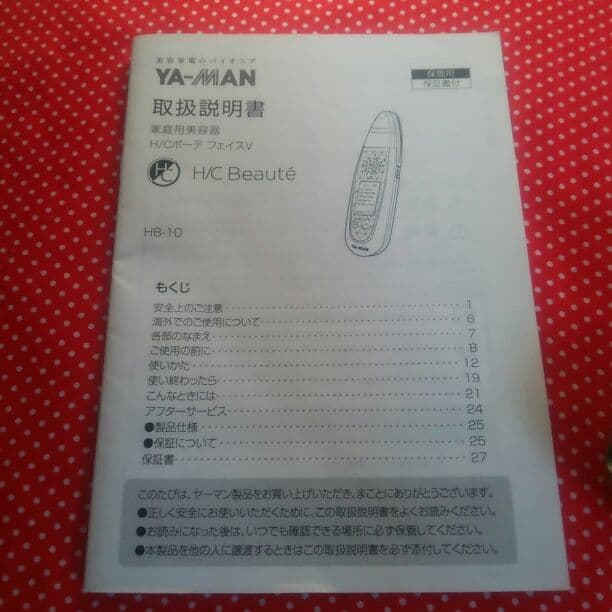 美容家電のパイオニア
YA-MAN
保管用
保証書付
取扱説明書
家庭用美容器
H/Cボーテ フェイスV
H/C Beauté
HB-10
YA-MAN
もくじ
安全上のご注意 1
海外でのご使用について 6
各部のなまえ 7
ご使用の前に 8
使いかた 12
使い終わったら 19
こんなときには 21
アフターサービス 24
●製品仕様 25
●保証について 25
保証書 27
このたびは、ヤーマン製品をお買い上げいただき、まことにありがとうございます。
●正しく安全にお使いいただくために、この取扱説明書をよくお読みください。
●お読みになった後は、いつでも確認できる場所に必ず保管してください。
●本製品を他の人に譲渡するときはこの取扱説明書を必ず添付してください。